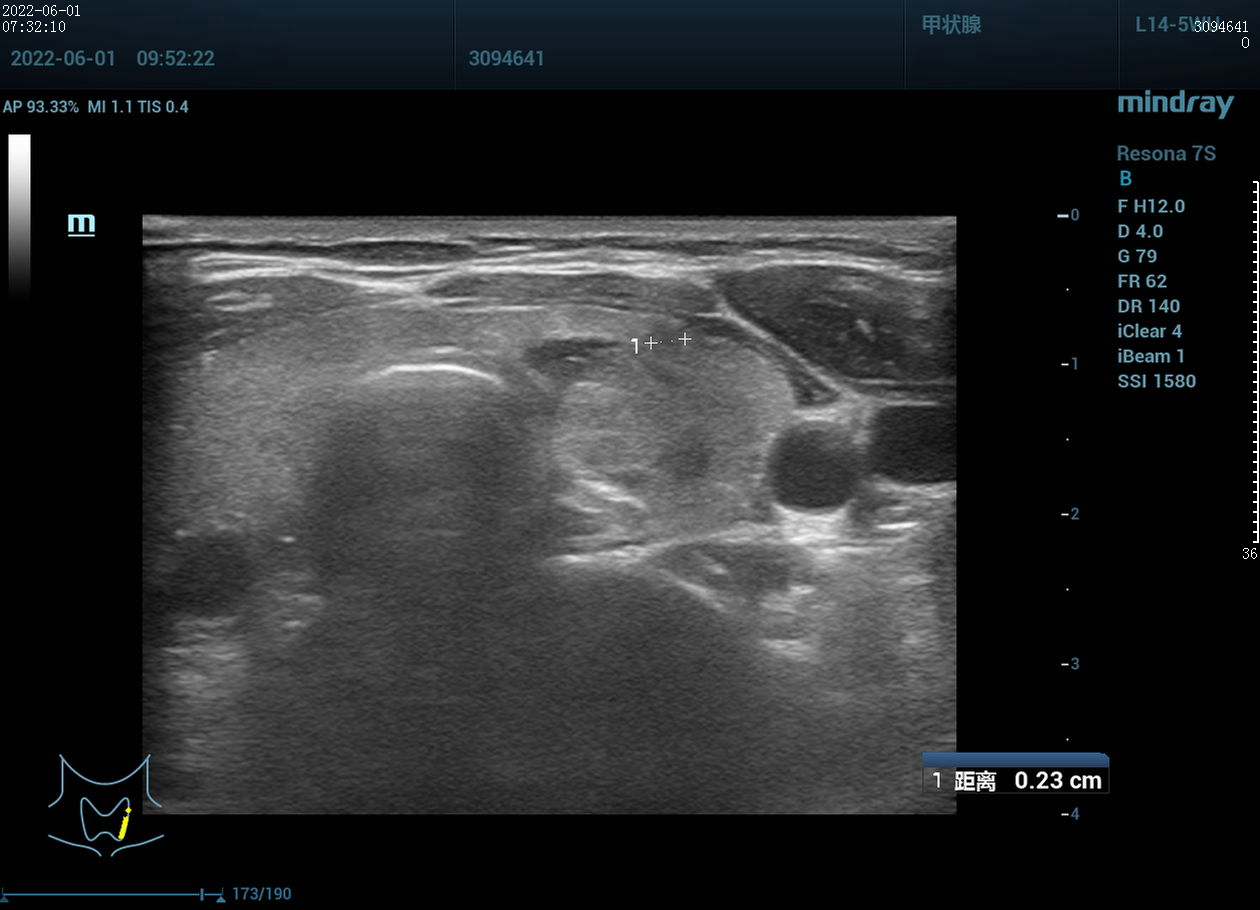 2022-06-01
07:32:10
2022-06-01 09:52:22
3094641
甲状腺
3094641
0
AP 93.33% MI 1.1 TIS 0.4
mindray
Resona 7S
B
F H12.0
D 4.0
G 79
FR 62
DR 140
iClear 4
iBeam 1
SSI 1580
m
0
1
2
3
4
1
36
1 距离 0.23 cm
173/190